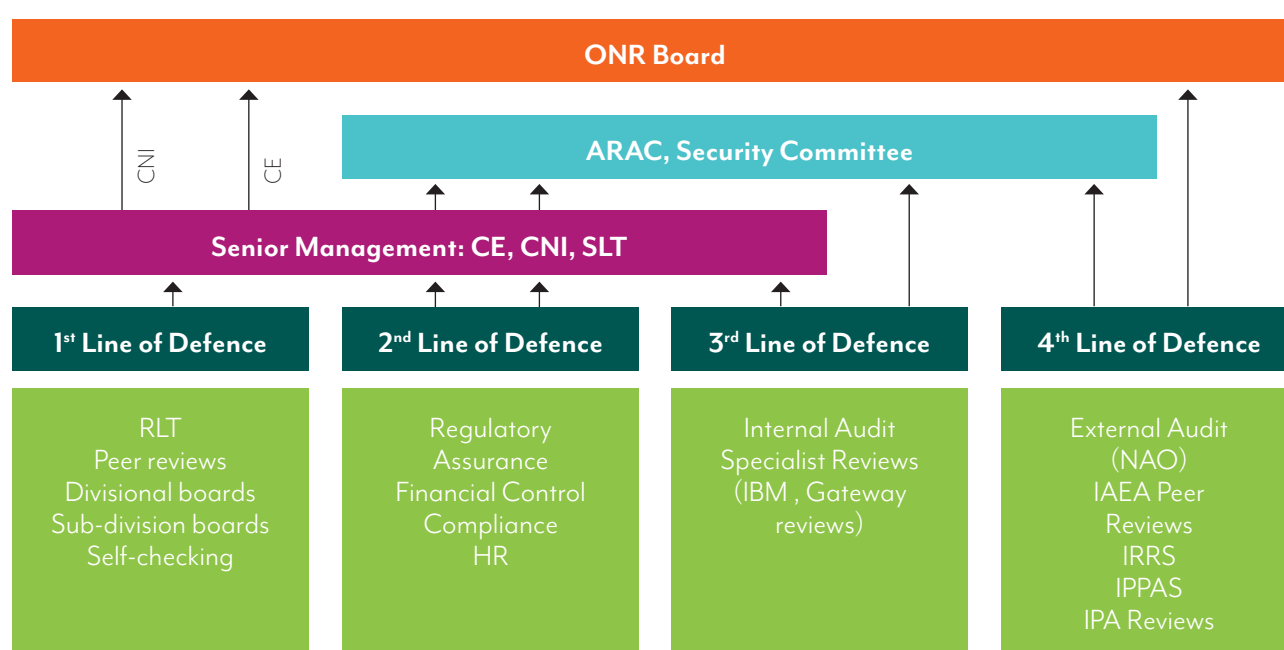 ONR Board
CNI
CE
ARAC, Security Committee
Senior Management: CE, CNI, SLT
1st Line of Defence
2nd Line of Defence
3rd Line of Defence
4th Line of Defence
RLT
Peer reviews
Divisional boards
Sub-division boards
Self-checking
Regulatory
Assurance
Financial Control
Compliance
HR
Internal Audit
Specialist Reviews
(IBM , Gateway
reviews)
External Audit
(NAO)
IAEA Peer
Reviews
IRRS
IPPAS
IPA Reviews